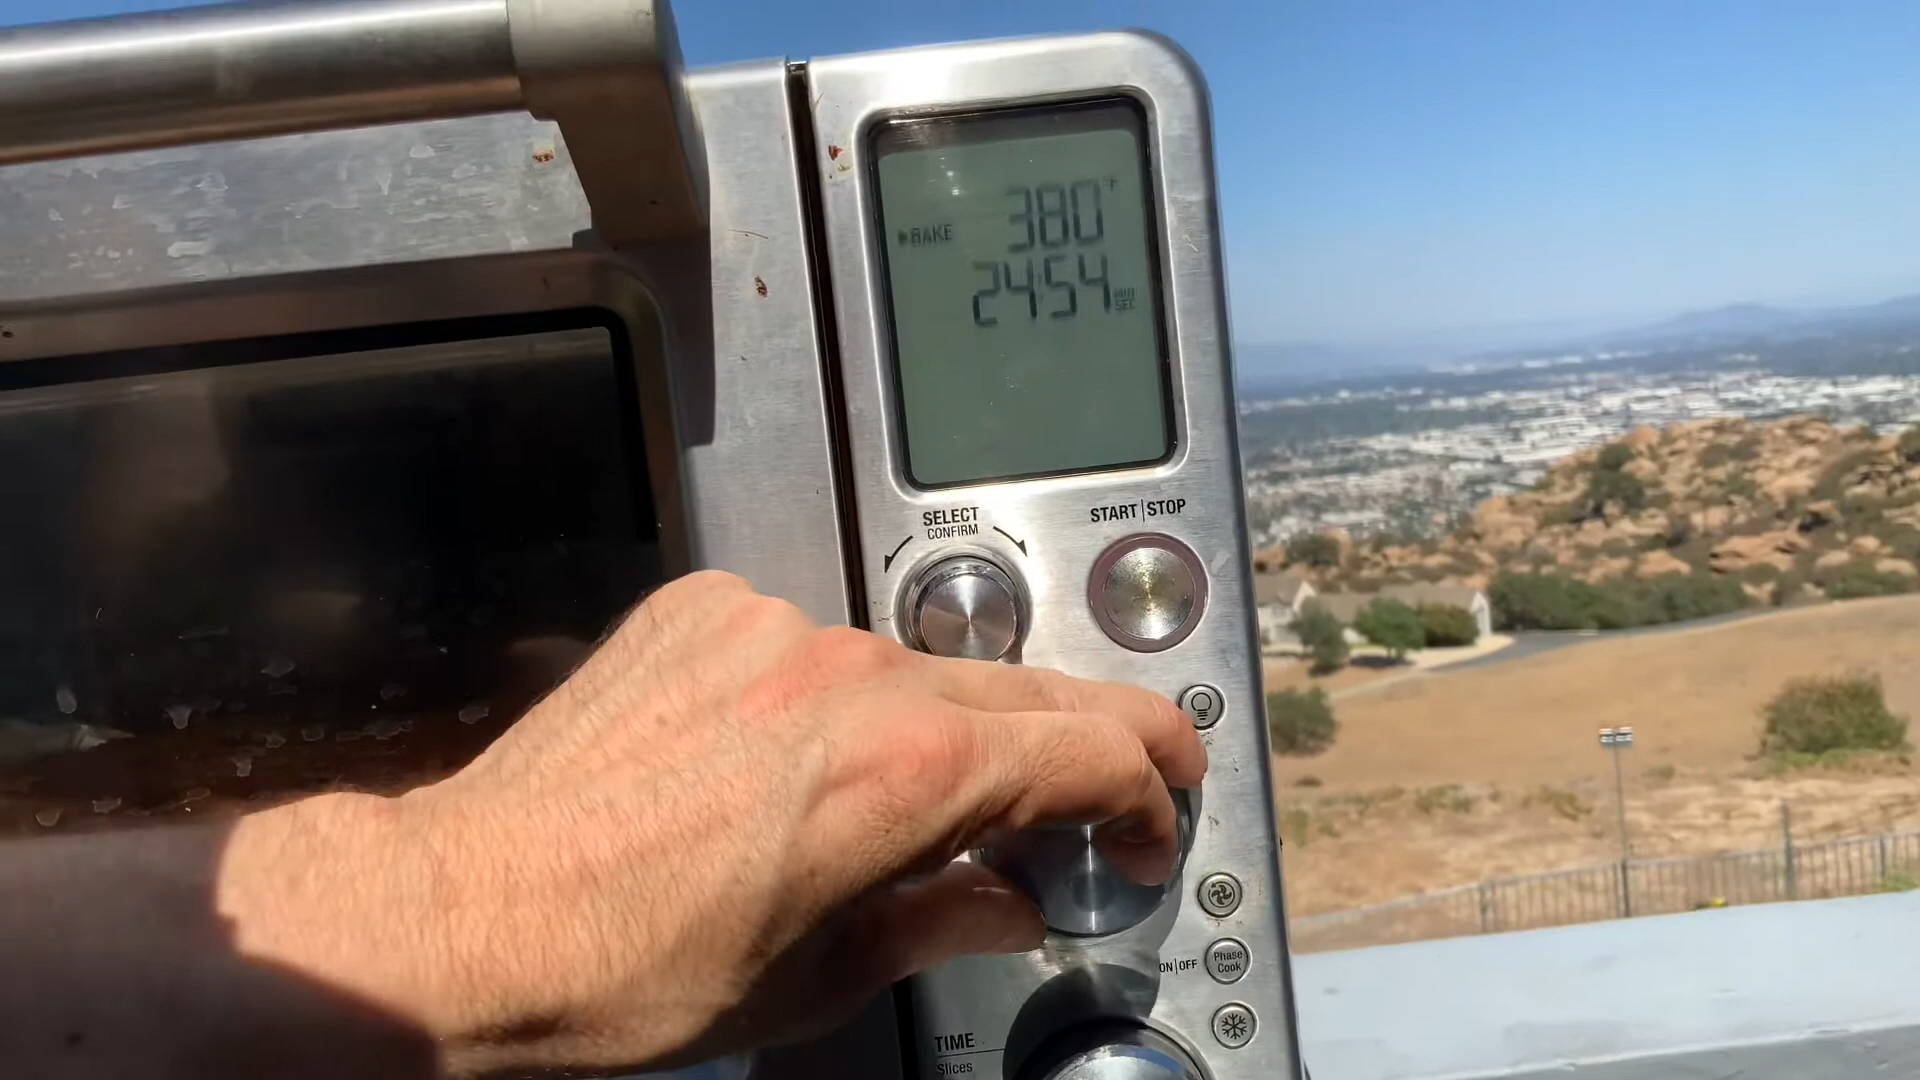 380°F
BAKE
24:54 MIN SEC
SELECT
CONFIRM
START|STOP
ON|OFF
Phase
Cook
TIME
Slices